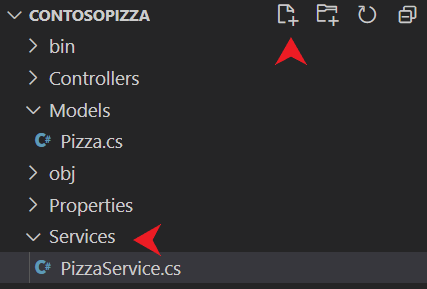 CONTOSOPIZZA
bin
Controllers
Models
C# Pizza.cs
obj
Properties
Services
C# PizzaService.cs